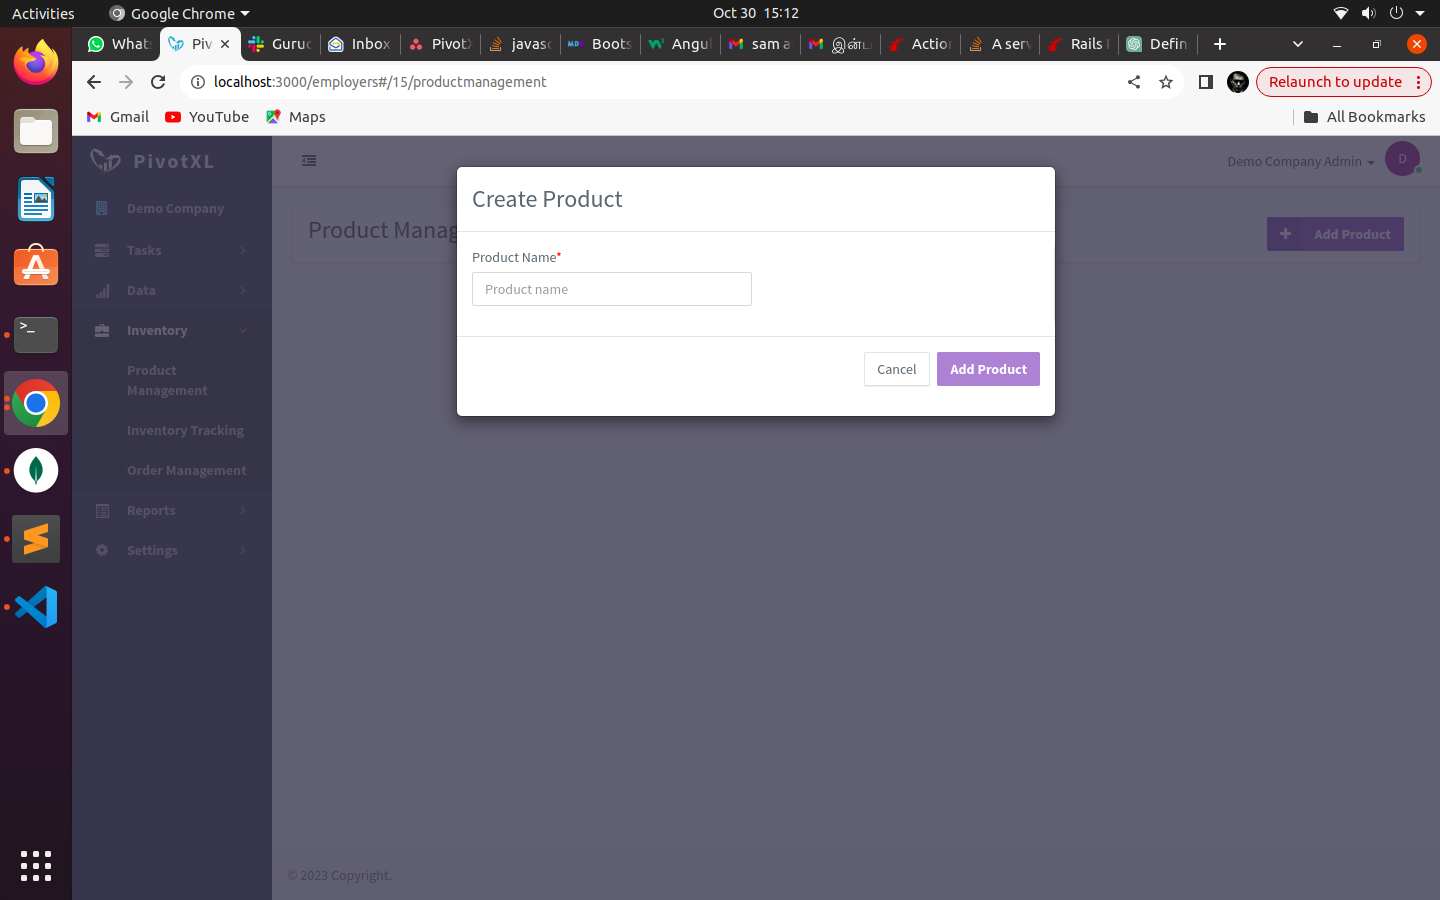 Activities
Google Chrome
Oct 30 15:12
Whats
Piv
Guruc
Inbox
PivotX
javasc
Boots
Angul
sam a
இன்ப
Action
A serv
Rails F
Defin
localhost:3000/employers#/15/productmanagement
Relaunch to update
Gmail
YouTube
Maps
All Bookmarks
PivotXL
Demo Company Admin
D
Demo Company
Tasks
Data
Inventory
Product
Management
Inventory Tracking
Order Management
Reports
Settings
Product Manag
Add Product
Create Product
Product Name*
Product name
Cancel
Add Product
© 2023 Copyright.